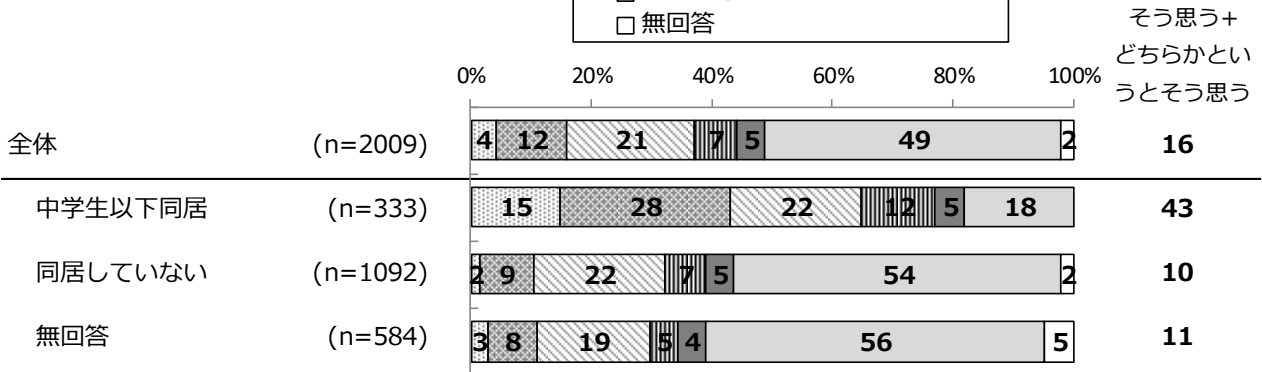 □ 無回答
そう思う+
どちらかとい
うとそう思う
0% 20% 40% 60% 80% 100%
全体 (n=2009) 4 12 21 7 5 49 2 16
中学生以下同居 (n=333) 15 28 22 12 5 18 43
同居していない (n=1092) 2 9 22 7 5 54 2 10
無回答 (n=584) 3 8 19 5 4 56 5 11